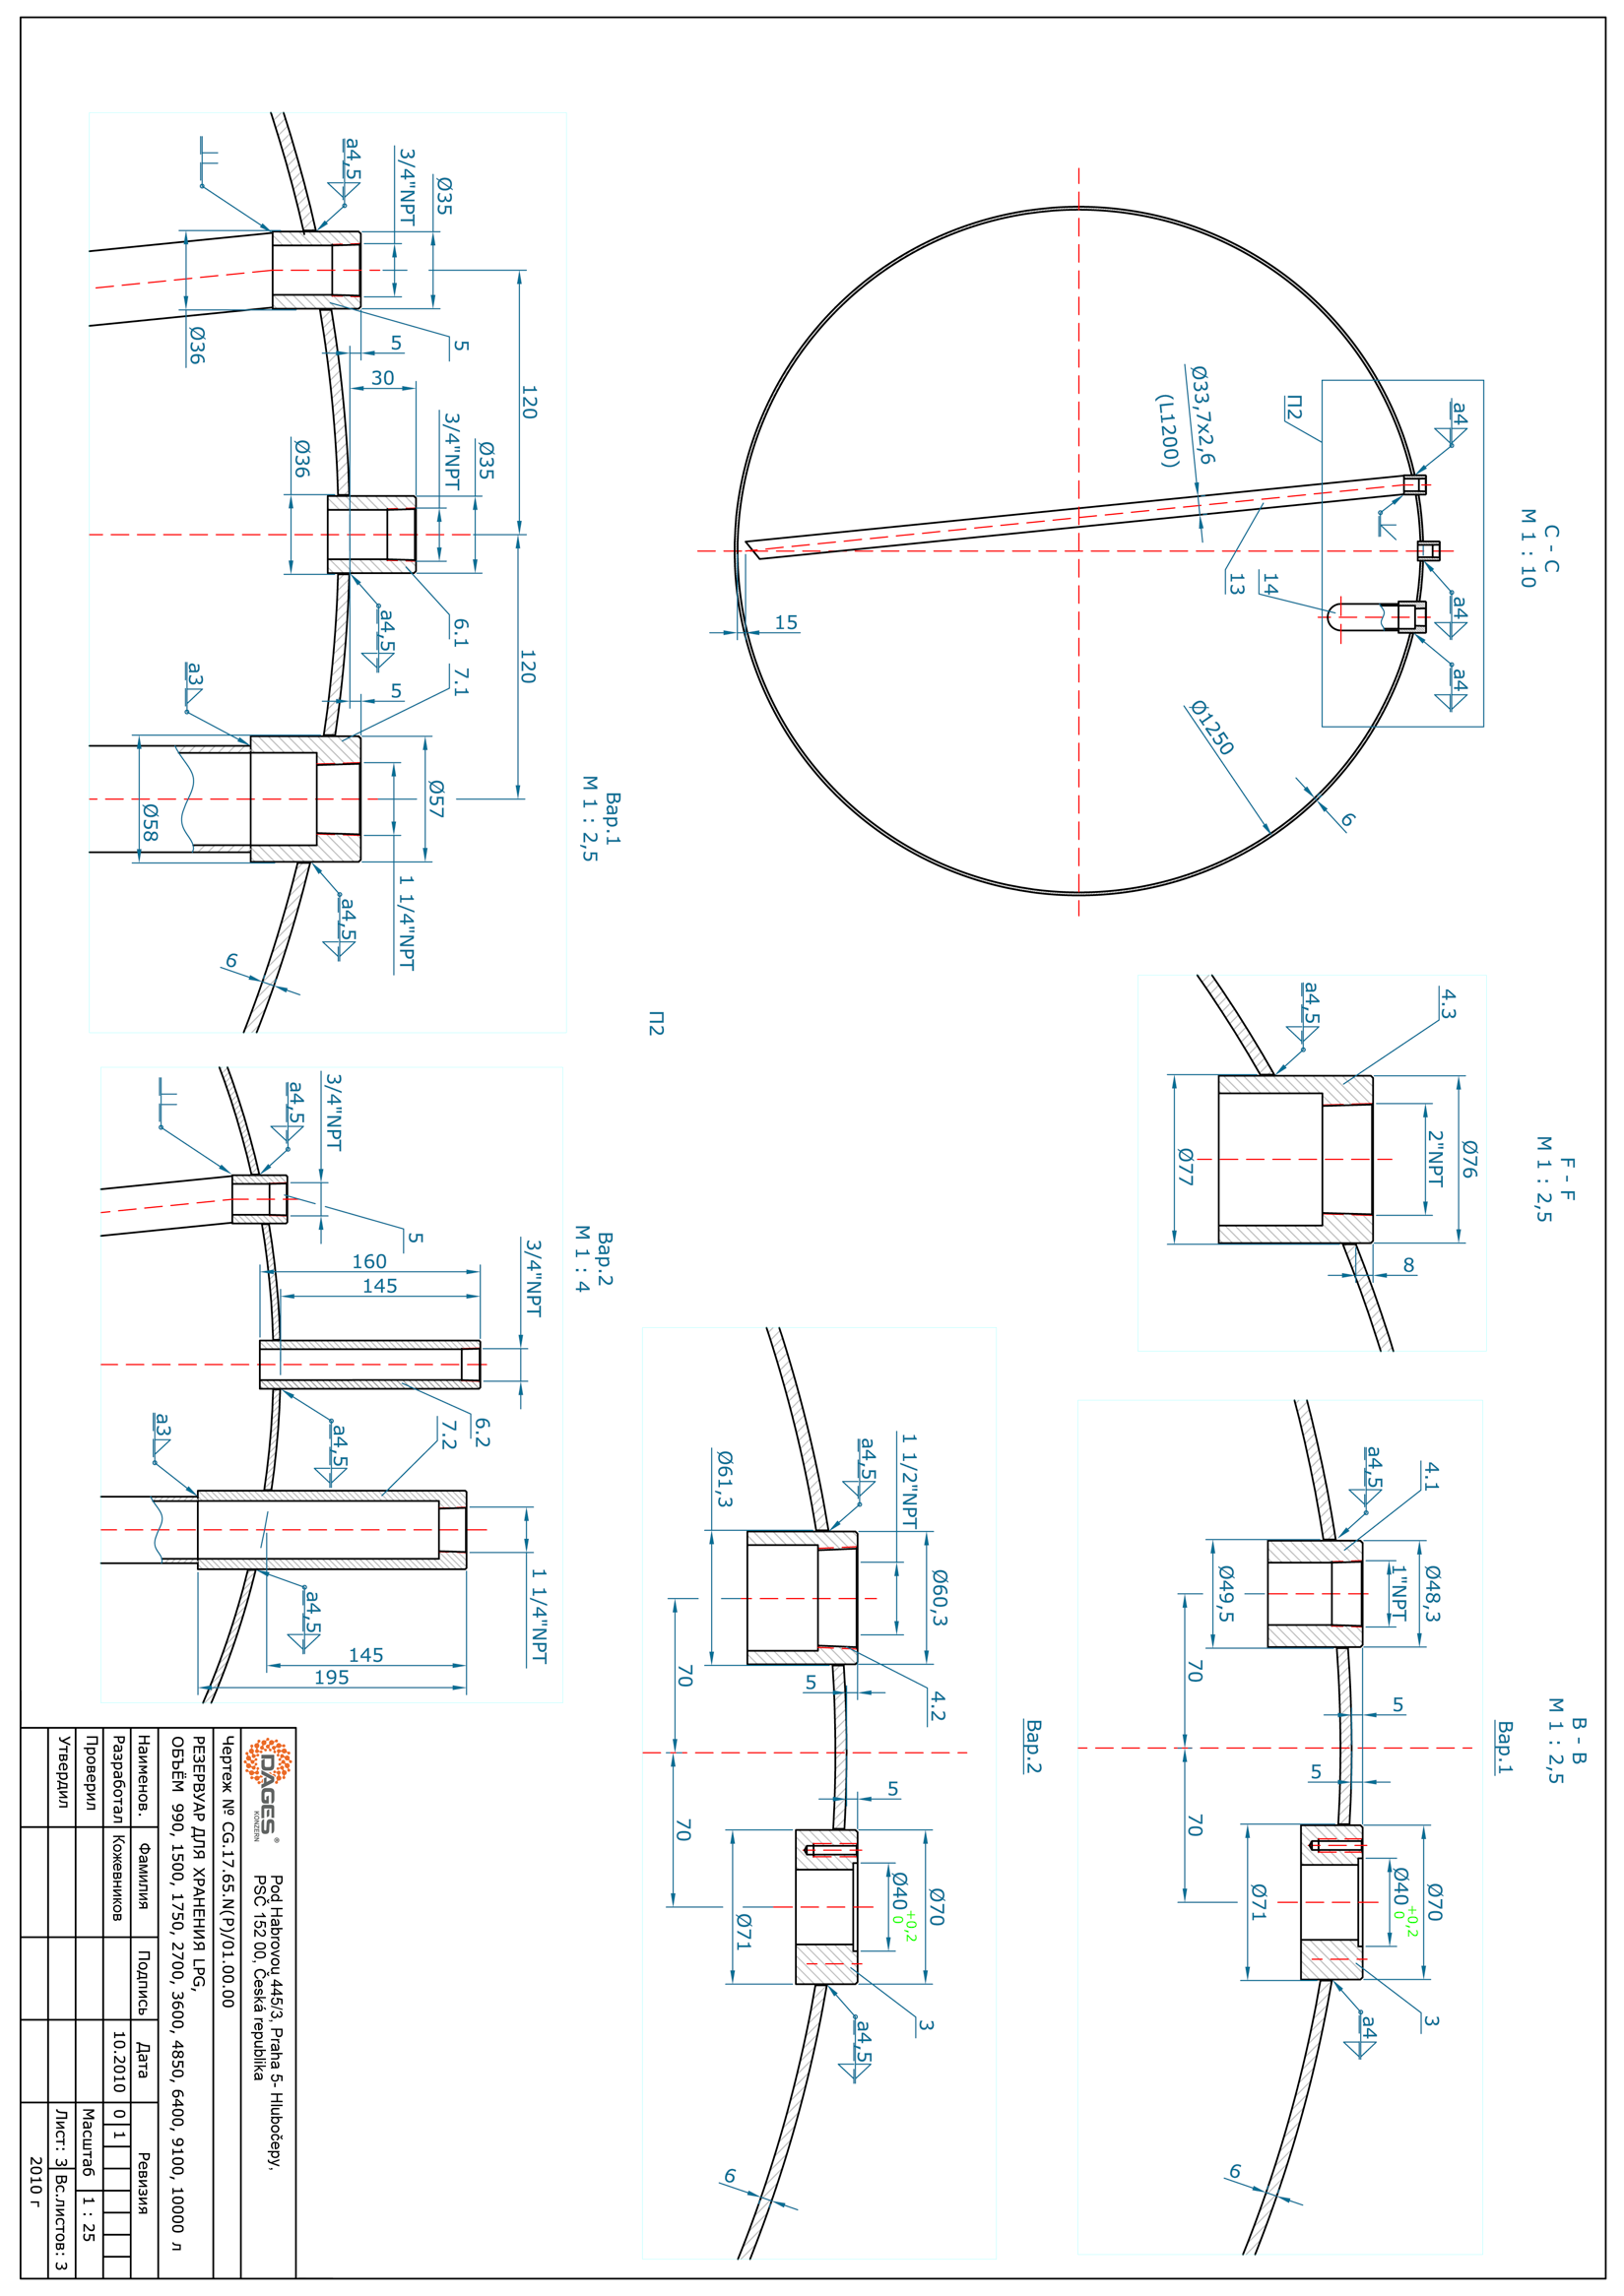 C - C
M 1 : 10
a4
a4
a4
П2
Ø33,7x2,6
(L1200)
13
14
15
Ø1250
6
F - F
M 1 : 2,5
4.3
a4,5
Ø76
2"NPT
Ø77
8
B - B
M 1 : 2,5
Вар.1
4.1
a4,5
Ø48,3
1"NPT
Ø49,5
70
5
5
70
Ø70
Ø40 +0,2 0
Ø71
3
a4
6
Вар.2
1 1/2"NPT
a4,5
Ø61,3
Ø60,3
4.2
70
5
5
70
Ø70
Ø40 +0,2 0
Ø71
3
a4,5
6
П2
Вар.1
M 1 : 2,5
a4,5
3/4"NPT
Ø35
Ø36
5
5
30
120
3/4"NPT
Ø35
Ø36
a4,5
6.1
7.1
120
5
a3
Ø57
Ø58
1 1/4"NPT
a4,5
6
Вар.2
M 1 : 4
3/4"NPT
a4,5
5
160
145
3/4"NPT
6.2
7.2
a4,5
a3
1 1/4"NPT
a4,5
145
195
DAGES ®
KONZERN
Pod Habrovou 445/3, Praha 5- Hlubočepy,
PSČ 152 00, Česká republika
Чертеж № CG.17.65.N(P)/01.00.00
РЕЗЕРВУАР ДЛЯ ХРАНЕНИЯ LPG,
ОБЪЁМ 990, 1500, 1750, 2700, 3600, 4850, 6400, 9100, 10000 л
Наименов. Фамилия Подпись Дата Ревизия
Разработал Кожевников 10.2010 0 1
Проверил Масштаб 1 : 25
Утвердил Лист: 3 Вс.листов: 3
2010 г